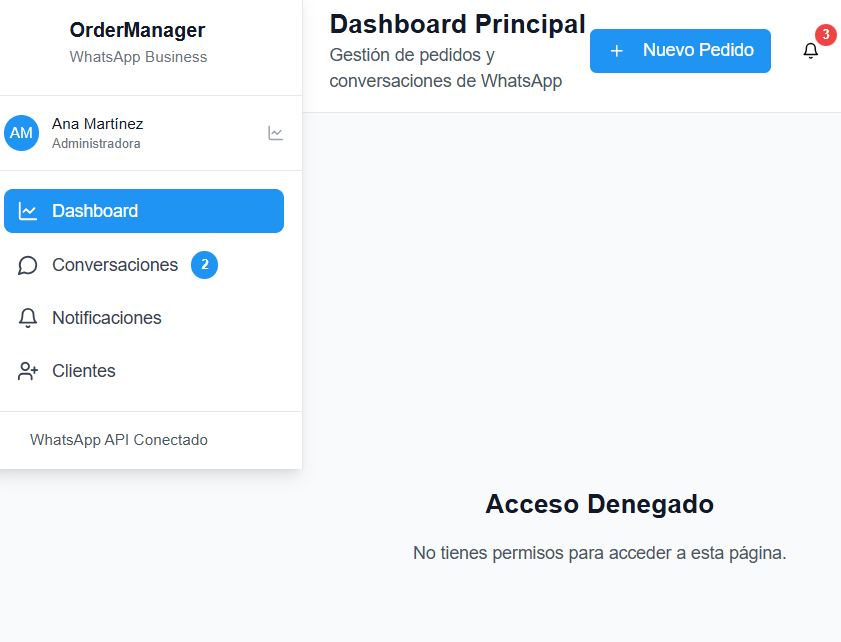 OrderManager
WhatsApp Business
AM
Ana Martínez
Administradora
Dashboard
Conversaciones 2
Notificaciones
Clientes
WhatsApp API Conectado
Dashboard Principal
Gestión de pedidos y
conversaciones de WhatsApp
+ Nuevo Pedido
3
Acceso Denegado
No tienes permisos para acceder a esta página.